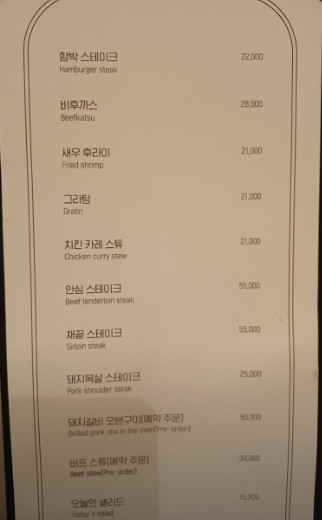 함박 스테이크 22,000
Hamburger steak
비후까스 28,000
Beefkatsu
새우 후라이 21,000
Fried shrimp
그라탕 21,000
Gratin
치킨 카레 스튜 21,000
Chicken curry stew
안심 스테이크 55,000
Beef tenderloin steak
채끝 스테이크 55,000
Sirloin steak
돼지목살 스테이크 25,000
Pork shoulder steak
돼지갈비 오븐구이(예약 주문) 50,000
Grilled pork ribs in the oven(Pre-order)
비프 스튜(예약 주문) 30,000
Beef stew(Pre-order)
오늘의 샐러드 15,000
Today's salad